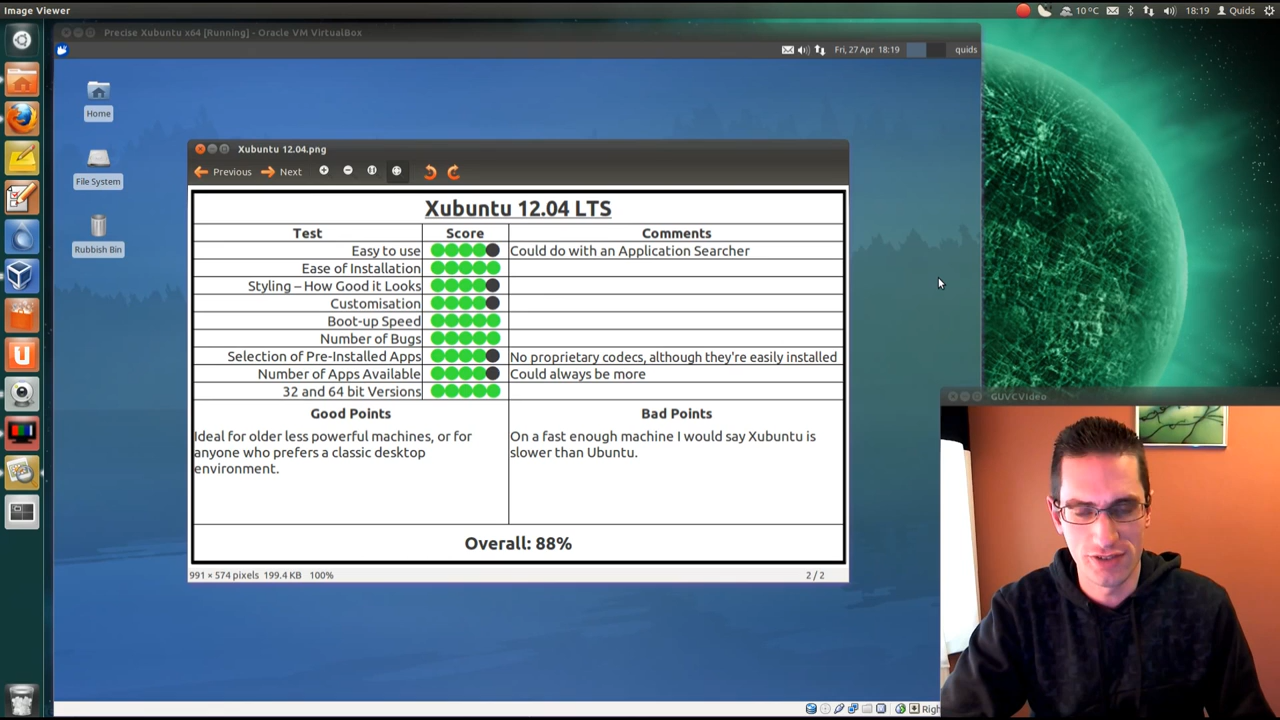 Image Viewer
10 °C
18:19
Quids
Precise Xubuntu x64 [Running] - Oracle VM VirtualBox
Fri, 27 Apr 18:19
quids
Home
File System
Rubbish Bin
Xubuntu 12.04.png
Previous
Next
Xubuntu 12.04 LTS
Test Score Comments
Easy to use Could do with an Application Searcher
Ease of Installation
Styling – How Good it Looks
Customisation
Boot-up Speed
Number of Bugs
Selection of Pre-Installed Apps No proprietary codecs, although they're easily installed
Number of Apps Available Could always be more
32 and 64 bit Versions
Good Points
Ideal for older less powerful machines, or for
anyone who prefers a classic desktop
environment.
Bad Points
On a fast enough machine I would say Xubuntu is
slower than Ubuntu.
Overall: 88%
991 × 574 pixels 199.4 KB 100%
2 / 2
GUVCVideo
Righ